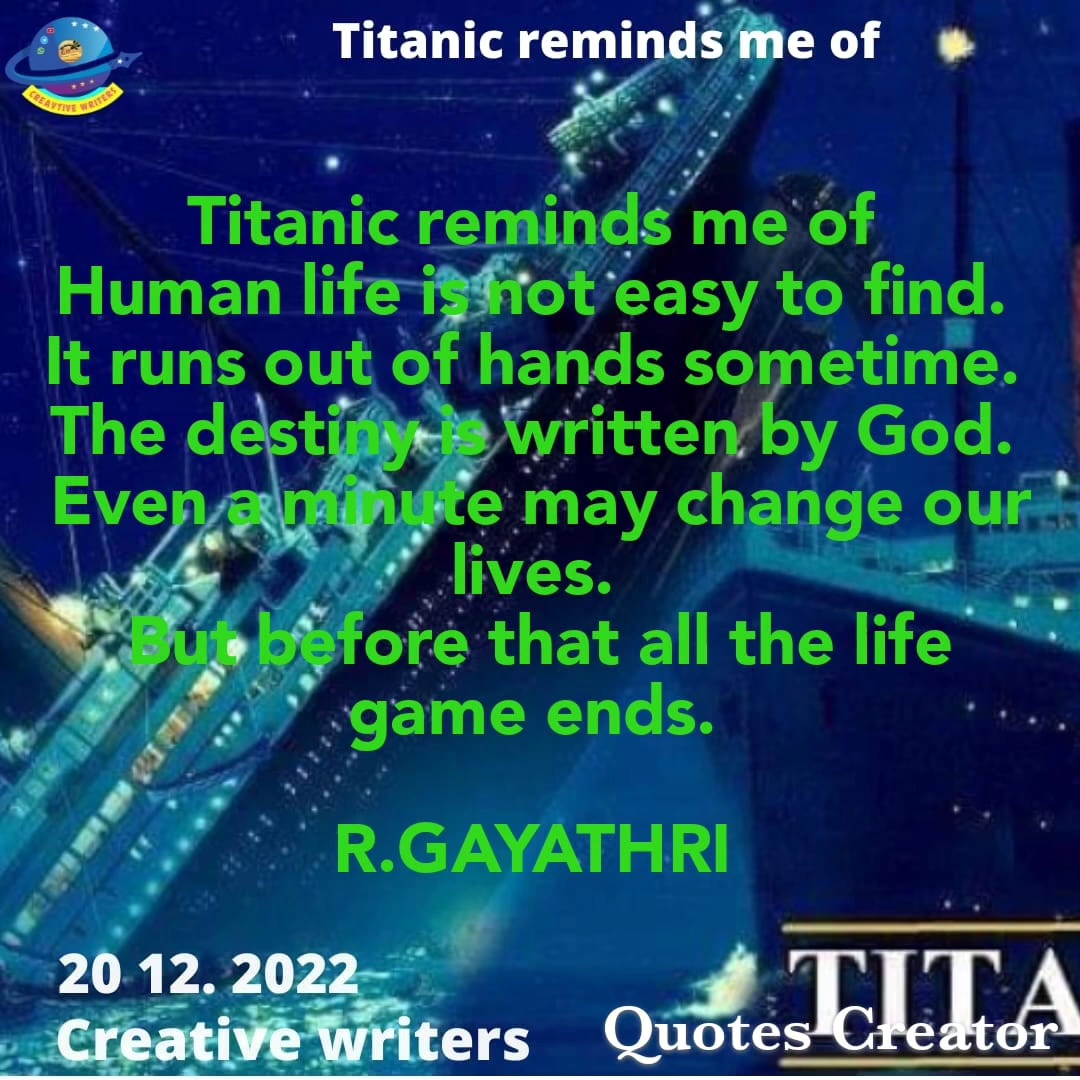 CREAVTIVE WRITERS
Titanic reminds me of
Titanic reminds me of
Human life is not easy to find.
It runs out of hands sometime.
The destiny is written by God.
Even a minute may change our
lives.
But before that all the life
game ends.
R.GAYATHRI
20 12. 2022
Creative writers
TITA
Quotes Creator